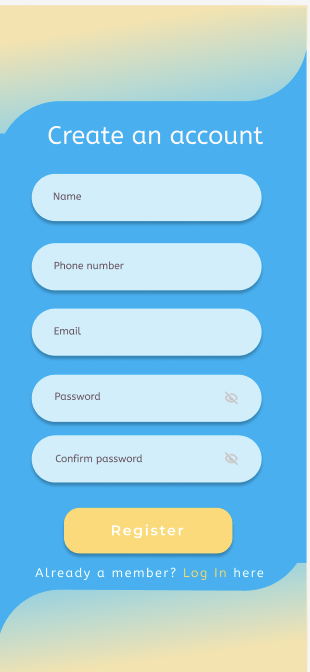 Create an account
Name
Phone number
Email
Password
Confirm password
Register
Already a member? Log In here